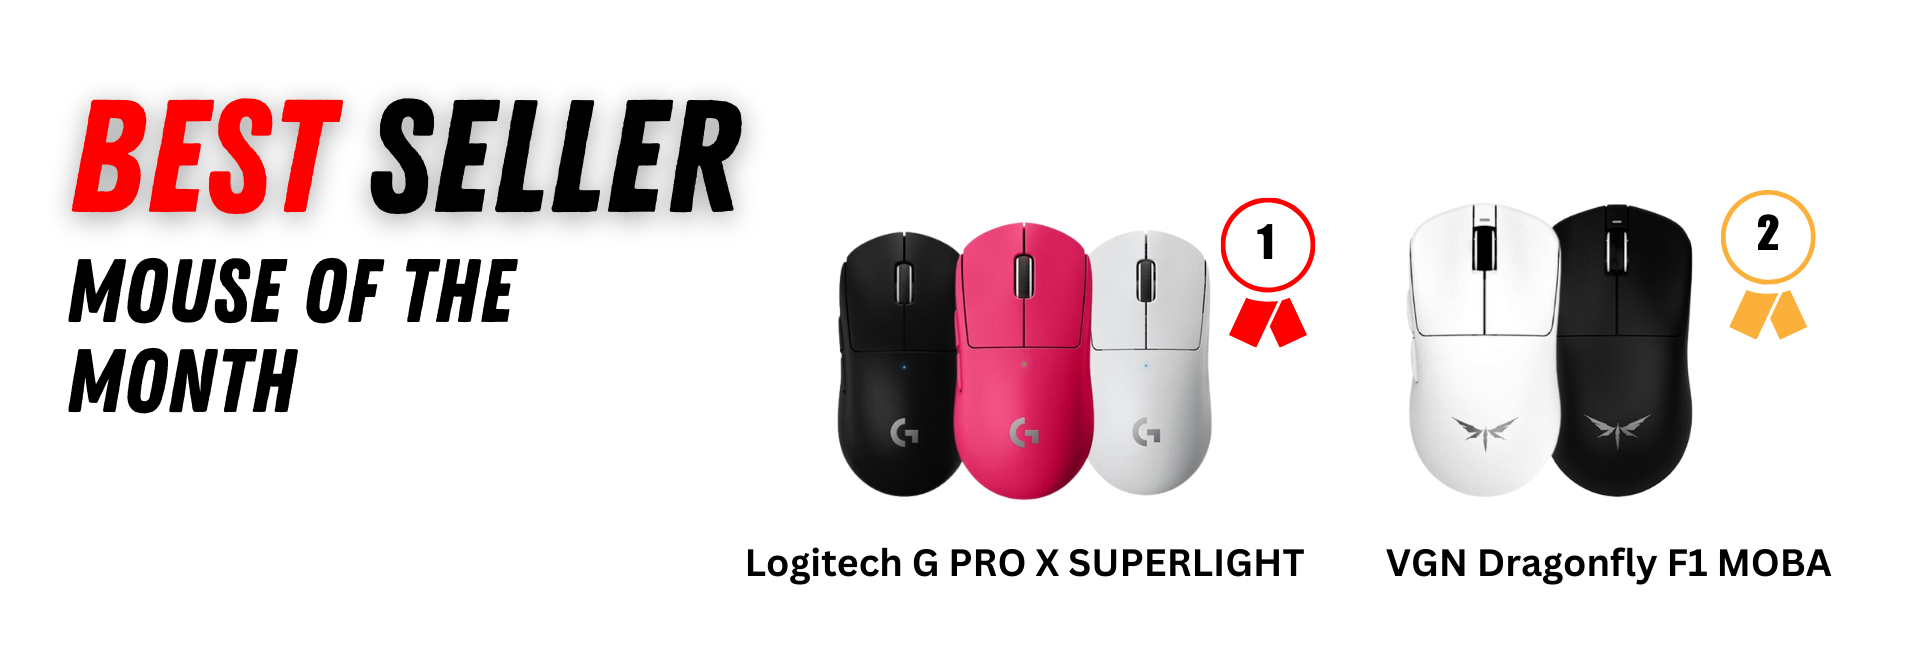 BEST SELLER
MOUSE OF THE
MONTH
1
2
G
G
G
Logitech G PRO X SUPERLIGHT
VGN Dragonfly F1 MOBA